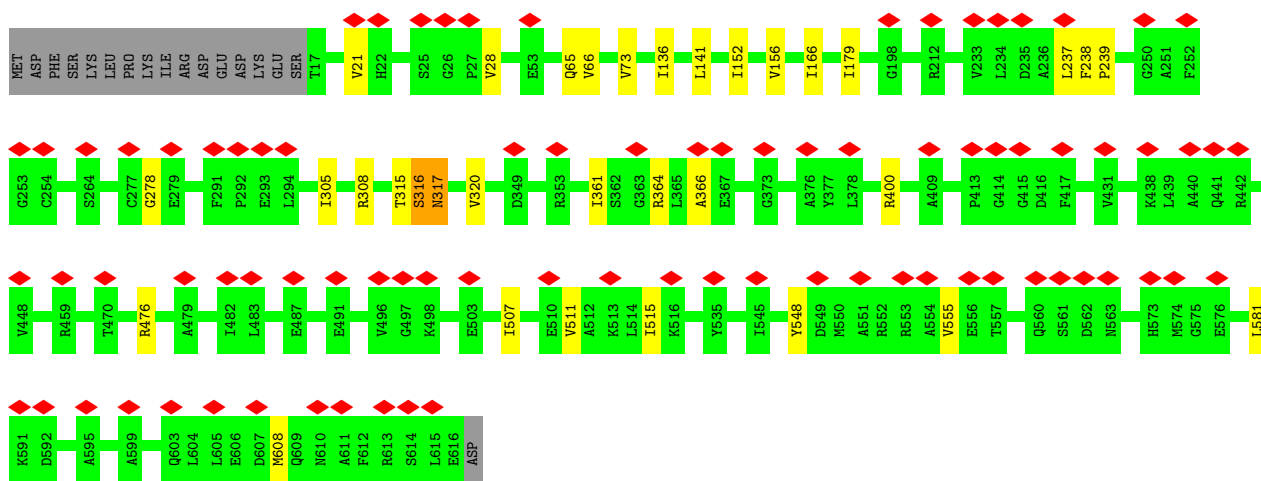 MET ASP PHE SER LYS LEU PRO LYS ILE ARG ASP GLU ASP LYS GLU SER T17 V21 H22 S25 G26 P27 V28 E53 Q65 V66 V73 I136 L141 I152 V156 I166 I179 G198 R212 V233 L234 D235 A236 L237 F238 P239 G250 A251 F252
G253 C254 S264 C277 G278 E279 F291 P292 E293 L294 I305 R308 T315 S316 N317 V320 D349 R353 I361 S362 G363 R364 L365 A366 E367 G373 A376 Y377 L378 R400 A409 P413 G414 G415 D416 F417 V431 K438 L439 A440 Q441 R442
V448 R459 T470 R476 A479 I482 L483 E487 E491 V496 G497 K498 E503 I507 E510 V511 A512 K513 L514 I515 K516 Y535 I545 Y548 D549 M550 A551 R552 R553 A554 V555 E556 T557 Q560 S561 D562 N563 H573 M574 G575 E576 L581
K591 D592 A595 A599 Q603 L604 L605 E606 D607 M608 Q609 N610 A611 F612 R613 S614 L615 E616 ASP